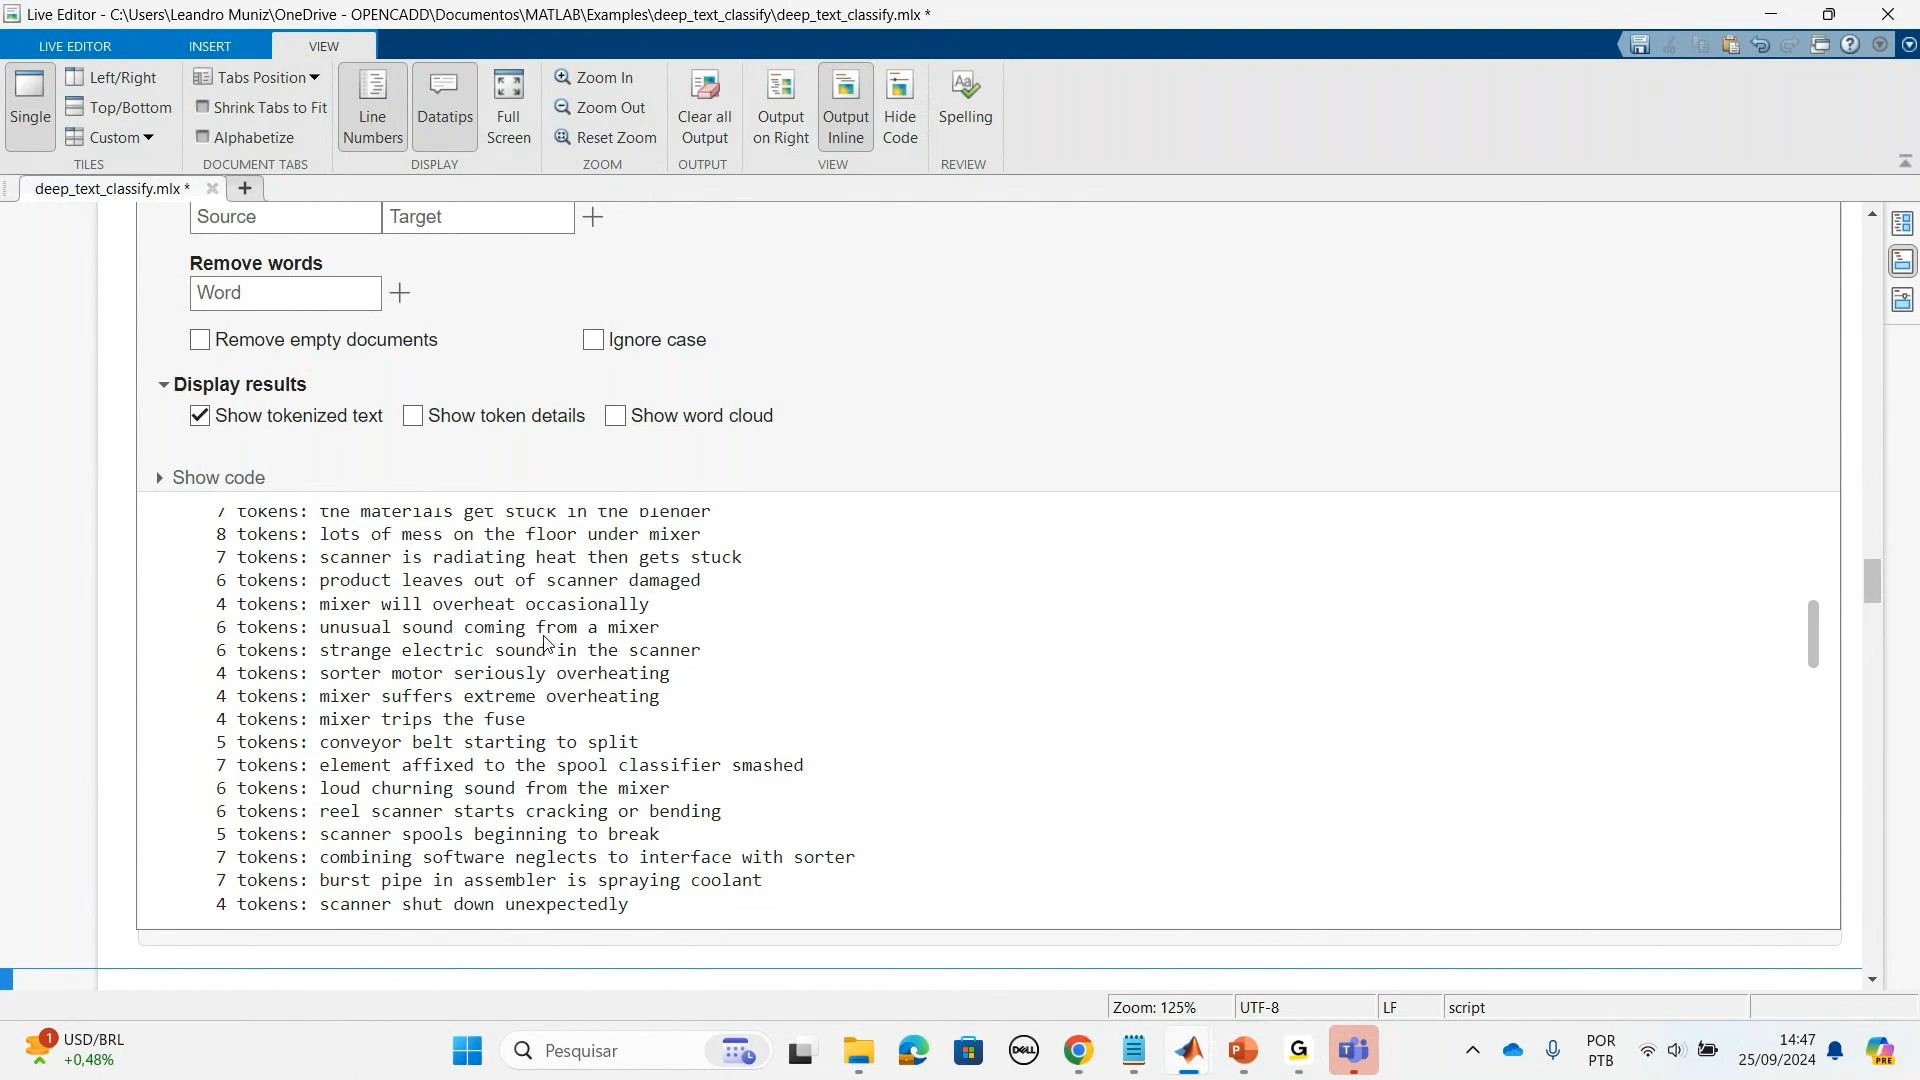 Live Editor - C:\Users\Leandro Muniz\OneDrive - OPENCADD\Documentos\MATLAB\Examples\deep_text_classify\deep_text_classify.mlx *
LIVE EDITOR INSERT VIEW
Single
Left/Right
Top/Bottom
Custom
Tabs Position
Shrink Tabs to Fit
Alphabetize
Line Numbers
Datatips
Full Screen
Zoom In
Zoom Out
Reset Zoom
Clear all Output
Output on Right
Output Inline
Hide Code
Spelling
TILES DOCUMENT TABS DISPLAY ZOOM OUTPUT VIEW REVIEW
deep_text_classify.mlx *
Source Target
Remove words
Word
Remove empty documents Ignore case
Display results
Show tokenized text Show token details Show word cloud
Show code
7 tokens: the materials get stuck in the blender
8 tokens: lots of mess on the floor under mixer
7 tokens: scanner is radiating heat then gets stuck
6 tokens: product leaves out of scanner damaged
4 tokens: mixer will overheat occasionally
6 tokens: unusual sound coming from a mixer
6 tokens: strange electric sound in the scanner
4 tokens: sorter motor seriously overheating
4 tokens: mixer suffers extreme overheating
4 tokens: mixer trips the fuse
5 tokens: conveyor belt starting to split
7 tokens: element affixed to the spool classifier smashed
6 tokens: loud churning sound from the mixer
6 tokens: reel scanner starts cracking or bending
5 tokens: scanner spools beginning to break
7 tokens: combining software neglects to interface with sorter
7 tokens: burst pipe in assembler is spraying coolant
4 tokens: scanner shut down unexpectedly
Zoom: 125% UTF-8 LF script
1
USD/BRL
+0,48%
Pesquisar
DELL
POR
PTB
14:47
25/09/2024
PRE